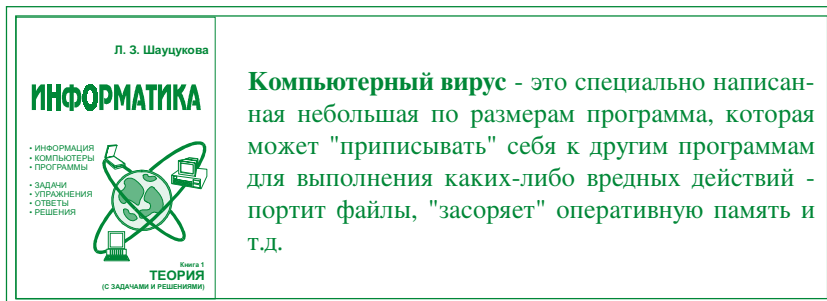 Л. З. Шауцукова
ИНФОРМАТИКА
• ИНФОРМАЦИЯ
• КОМПЬЮТЕРЫ
• ПРОГРАММЫ
• ЗАДАЧИ
• УПРАЖНЕНИЯ
• ОТВЕТЫ
• РЕШЕНИЯ
Книга 1
ТЕОРИЯ
(С ЗАДАЧАМИ И РЕШЕНИЯМИ)
Компьютерный вирус - это специально написан-
ная небольшая по размерам программа, которая
может "приписывать" себя к другим программам
для выполнения каких-либо вредных действий -
портит файлы, "засоряет" оперативную память и
т.д.